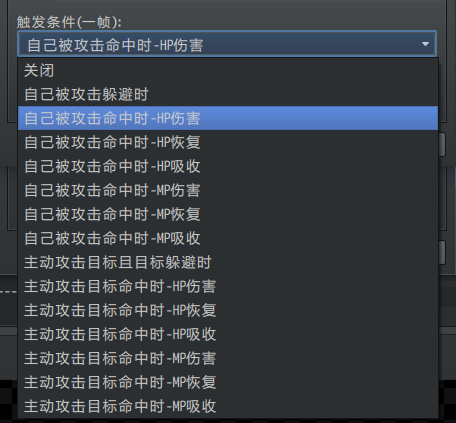 触发条件(一帧):
自己被攻击命中时-HP伤害
关闭
自己被攻击躲避时
自己被攻击命中时-HP伤害
自己被攻击命中时-HP恢复
自己被攻击命中时-HP吸收
自己被攻击命中时-MP伤害
自己被攻击命中时-MP恢复
自己被攻击命中时-MP吸收
主动攻击目标且目标躲避时
主动攻击目标命中时-HP伤害
主动攻击目标命中时-HP恢复
主动攻击目标命中时-HP吸收
主动攻击目标命中时-MP伤害
主动攻击目标命中时-MP恢复
主动攻击目标命中时-MP吸收